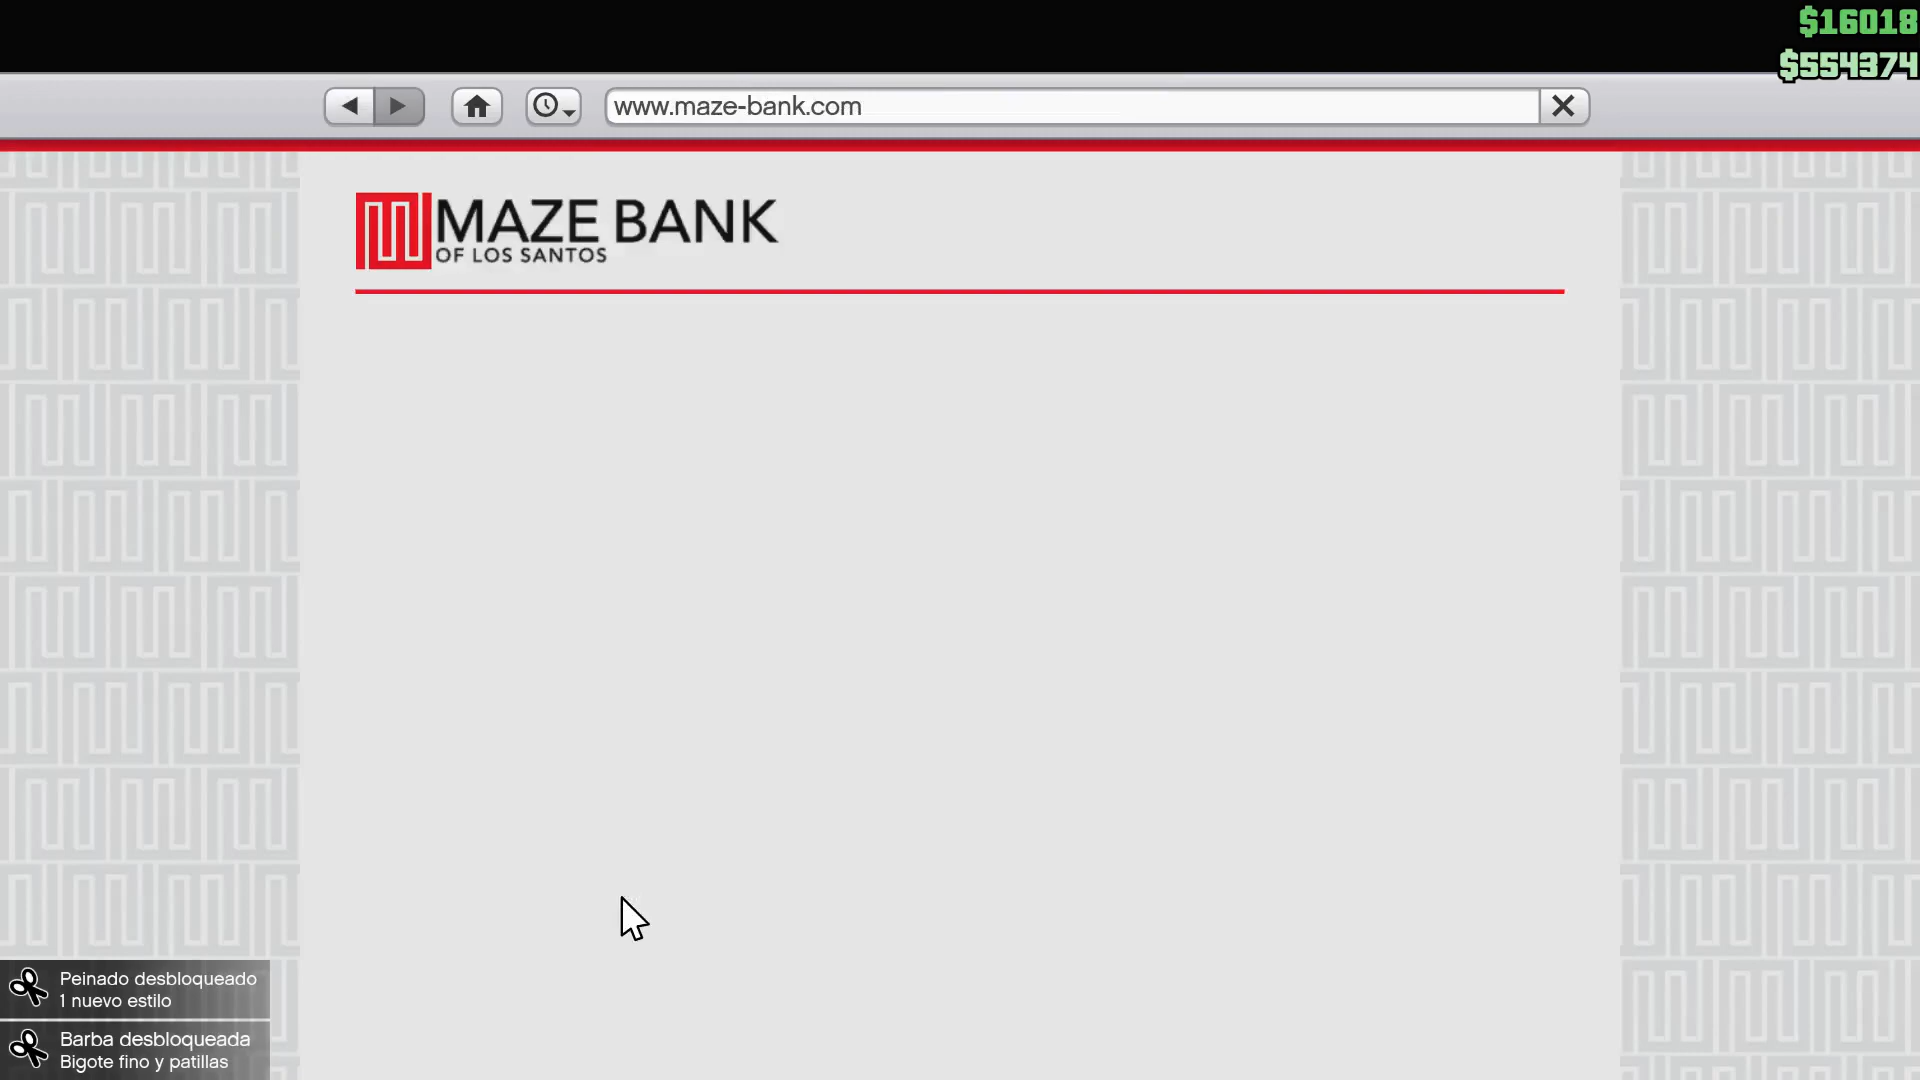 $16018
$554374
www.maze-bank.com
MAZE BANK
OF LOS SANTOS
Peinado desbloqueado
1 nuevo estilo
Barba desbloqueada
Bigote fino y patillas